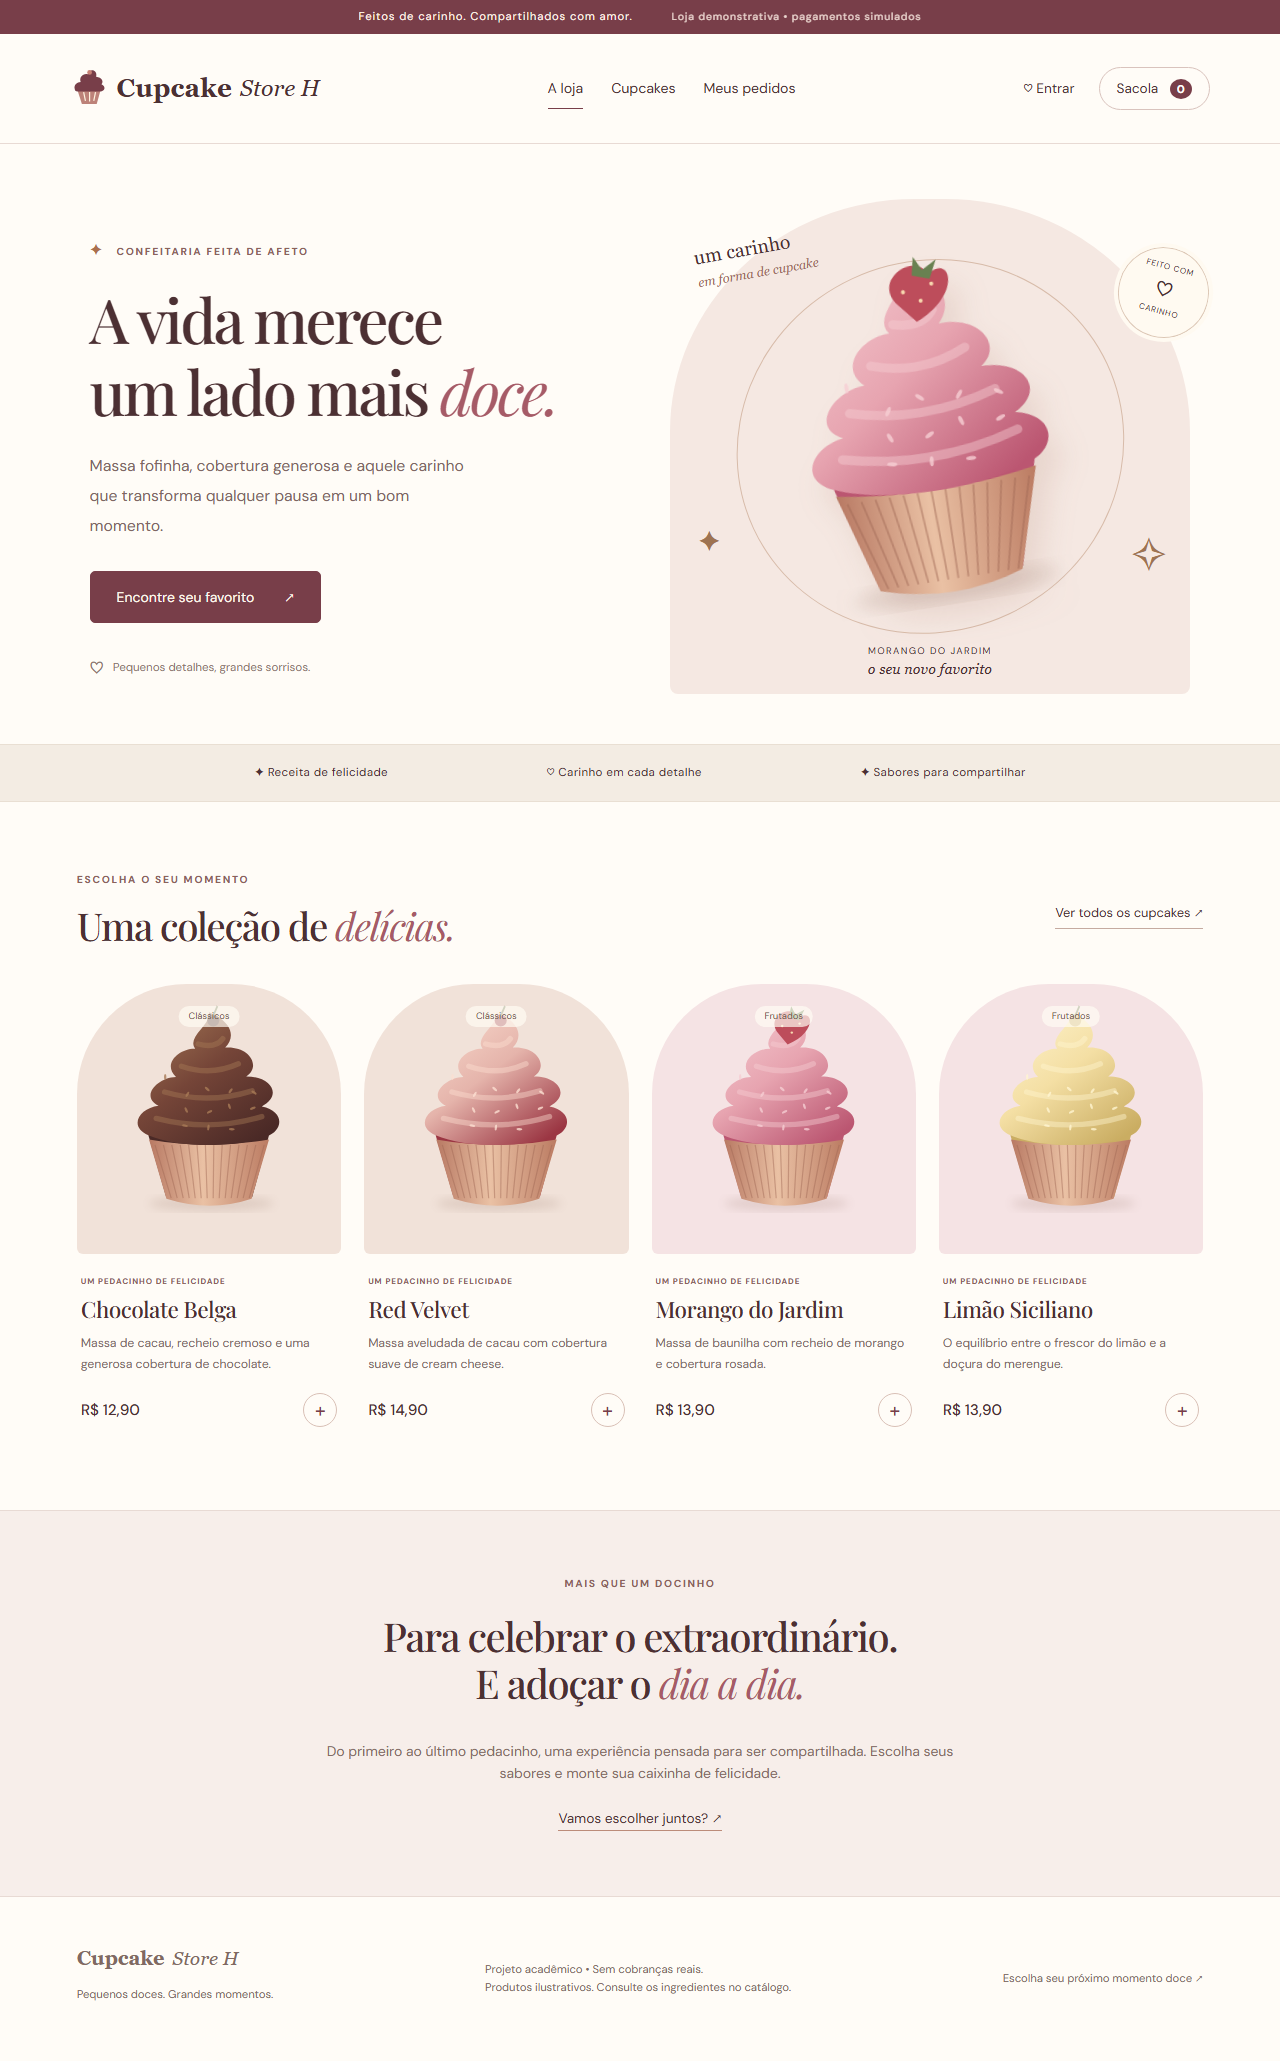 Feitos de carinho. Compartilhados com amor. Loja demonstrativa • pagamentos simulados
Cupcake Store H
A loja Cupcakes Meus pedidos
♡ Entrar Sacola 0
✦ CONFEITARIA FEITA DE AFETO
A vida merece
um lado mais doce.
Massa fofinha, cobertura generosa e aquele carinho
que transforma qualquer pausa em um bom
momento.
Encontre seu favorito ↗
♡ Pequenos detalhes, grandes sorrisos.
um carinho
em forma de cupcake
FEITO COM
♡
CARINHO
MORANGO DO JARDIM
o seu novo favorito
✦ Receita de felicidade ♡ Carinho em cada detalhe ✦ Sabores para compartilhar
ESCOLHA O SEU MOMENTO
Uma coleção de delícias.
Ver todos os cupcakes ↗
Clássicos
UM PEDACINHO DE FELICIDADE
Chocolate Belga
Massa de cacau, recheio cremoso e uma
generosa cobertura de chocolate.
R$ 12,90 +
Clássicos
UM PEDACINHO DE FELICIDADE
Red Velvet
Massa aveludada de cacau com cobertura
suave de cream cheese.
R$ 14,90 +
Frutados
UM PEDACINHO DE FELICIDADE
Morango do Jardim
Massa de baunilha com recheio de morango
e cobertura rosada.
R$ 13,90 +
Frutados
UM PEDACINHO DE FELICIDADE
Limão Siciliano
O equilíbrio entre o frescor do limão e a
doçura do merengue.
R$ 13,90 +
MAIS QUE UM DOCINHO
Para celebrar o extraordinário.
E adoçar o dia a dia.
Do primeiro ao último pedacinho, uma experiência pensada para ser compartilhada. Escolha seus
sabores e monte sua caixinha de felicidade.
Vamos escolher juntos? ↗
Cupcake Store H
Pequenos doces. Grandes momentos.
Projeto acadêmico • Sem cobranças reais.
Produtos ilustrativos. Consulte os ingredientes no catálogo.
Escolha seu próximo momento doce ↗